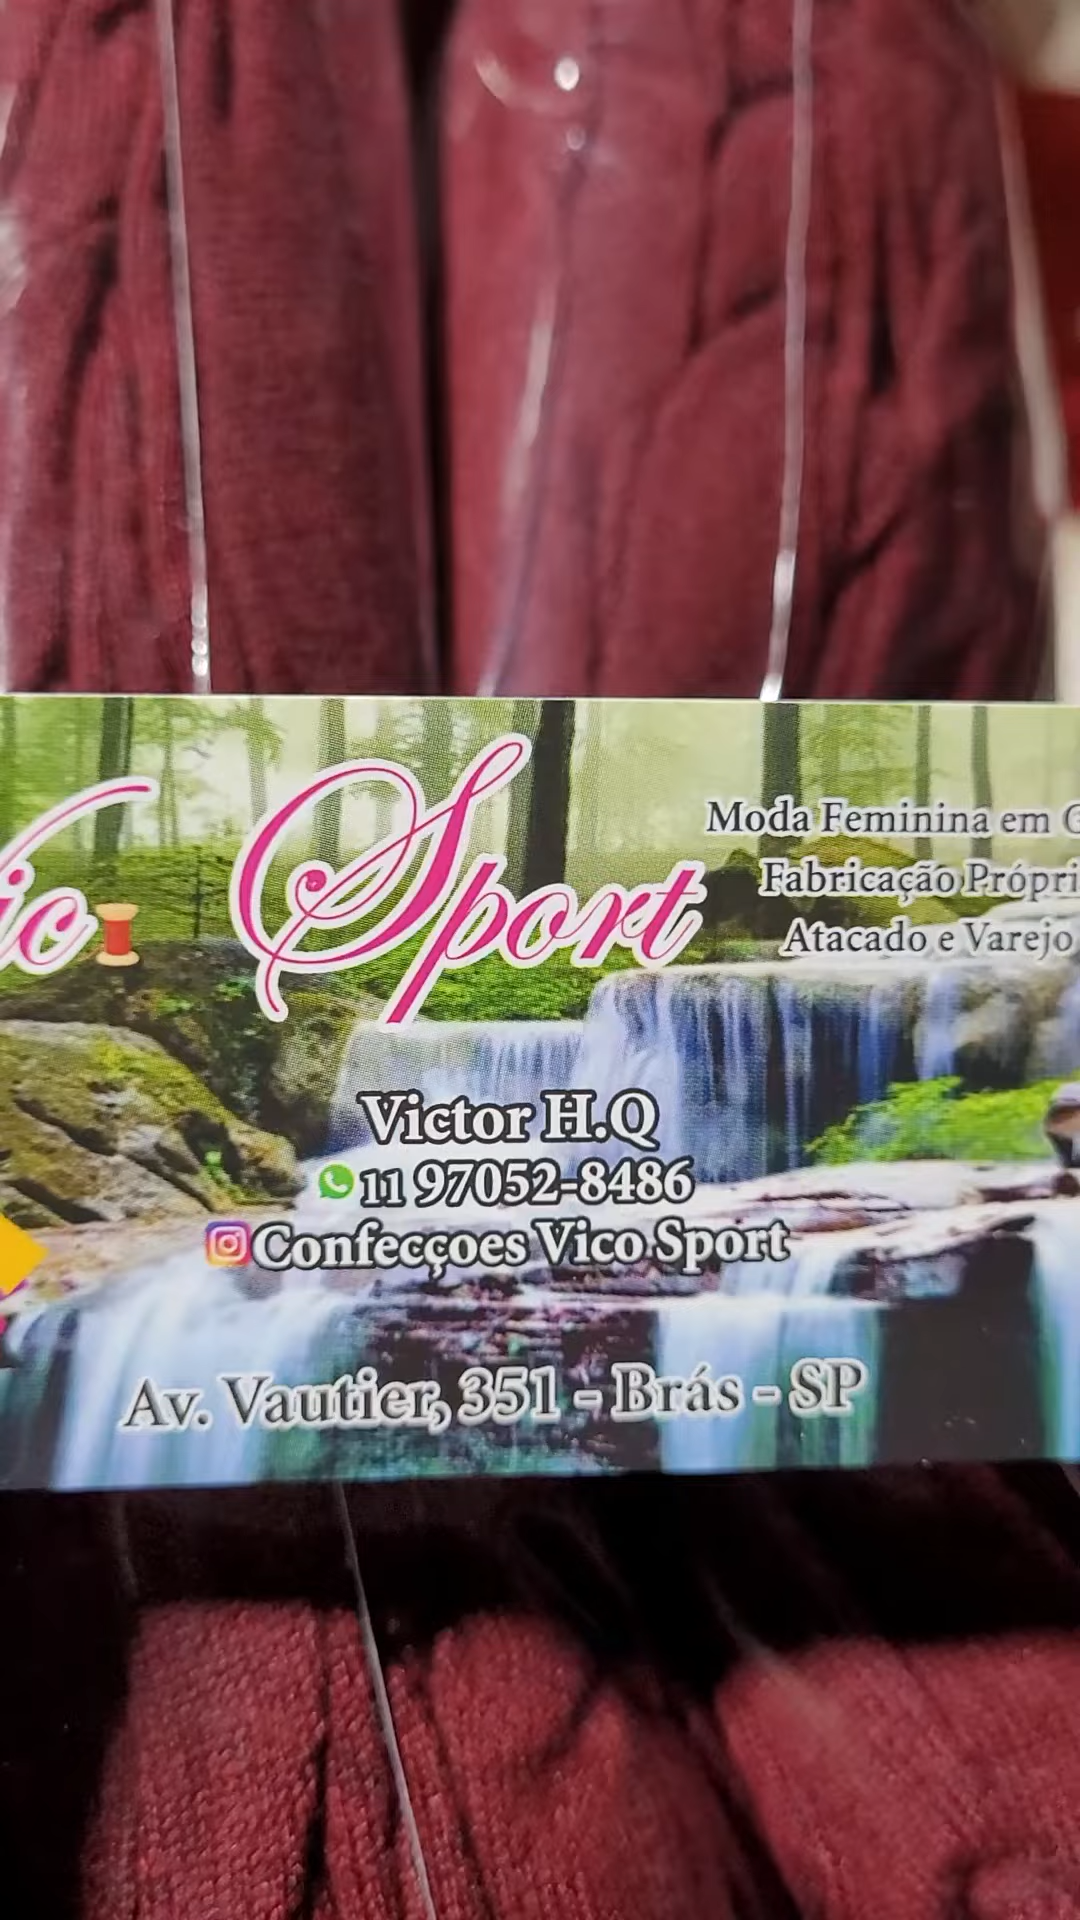 ic Sport
Moda Feminina em G
Fabricação Própri
Atacado e Varejo
Victor H.Q
11 97052-8486
Confecçoes Vico Sport
Av. Vautier, 351 - Brás - SP